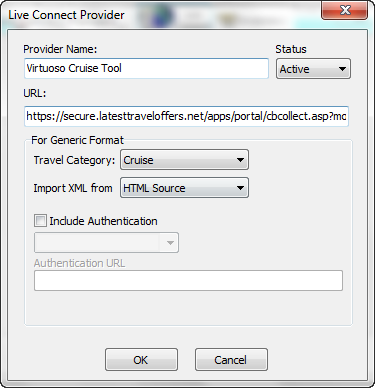 Live Connect Provider
Provider Name: Status
Virtuoso Cruise Tool Active
URL:
https://secure.latesttraveloffers.net/apps/portal/cbcollect.asp?mc
For Generic Format
Travel Category: Cruise
Import XML from HTML Source
Include Authentication
Authentication URL
OK Cancel